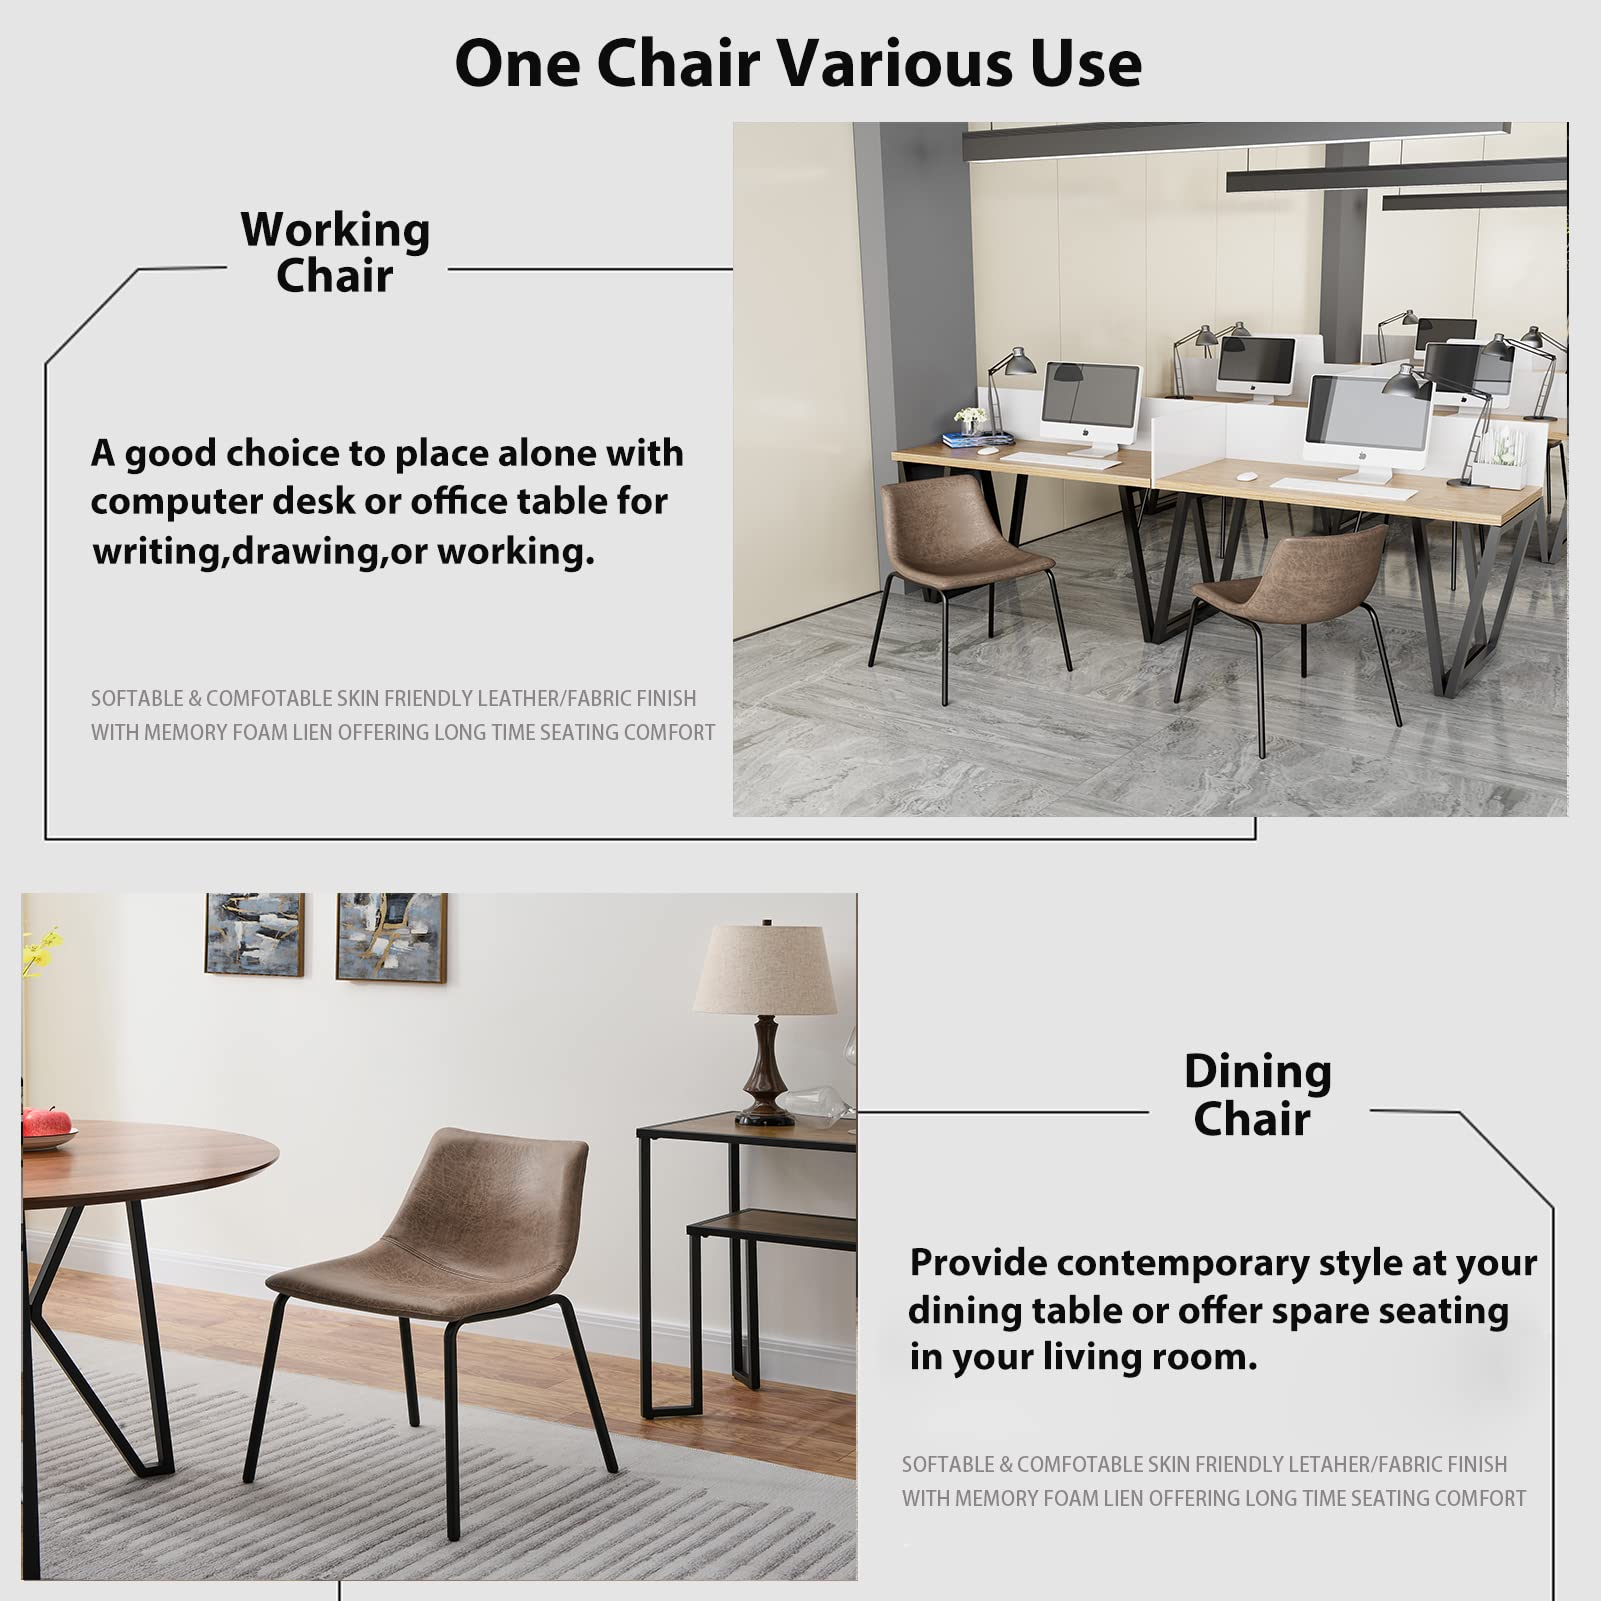 One Chair Various Use
Working
Chair
A good choice to place alone with
computer desk or office table for
writing,drawing,or working.
SOFTABLE & COMFOTABLE SKIN FRIENDLY LEATHER/FABRIC FINISH
WITH MEMORY FOAM LIEN OFFERING LONG TIME SEATING COMFORT
Dining
Chair
Provide contemporary style at your
dining table or offer spare seating
in your living room.
SOFTABLE & COMFOTABLE SKIN FRIENDLY LETAHER/FABRIC FINISH
WITH MEMORY FOAM LIEN OFFERING LONG TIME SEATING COMFORT